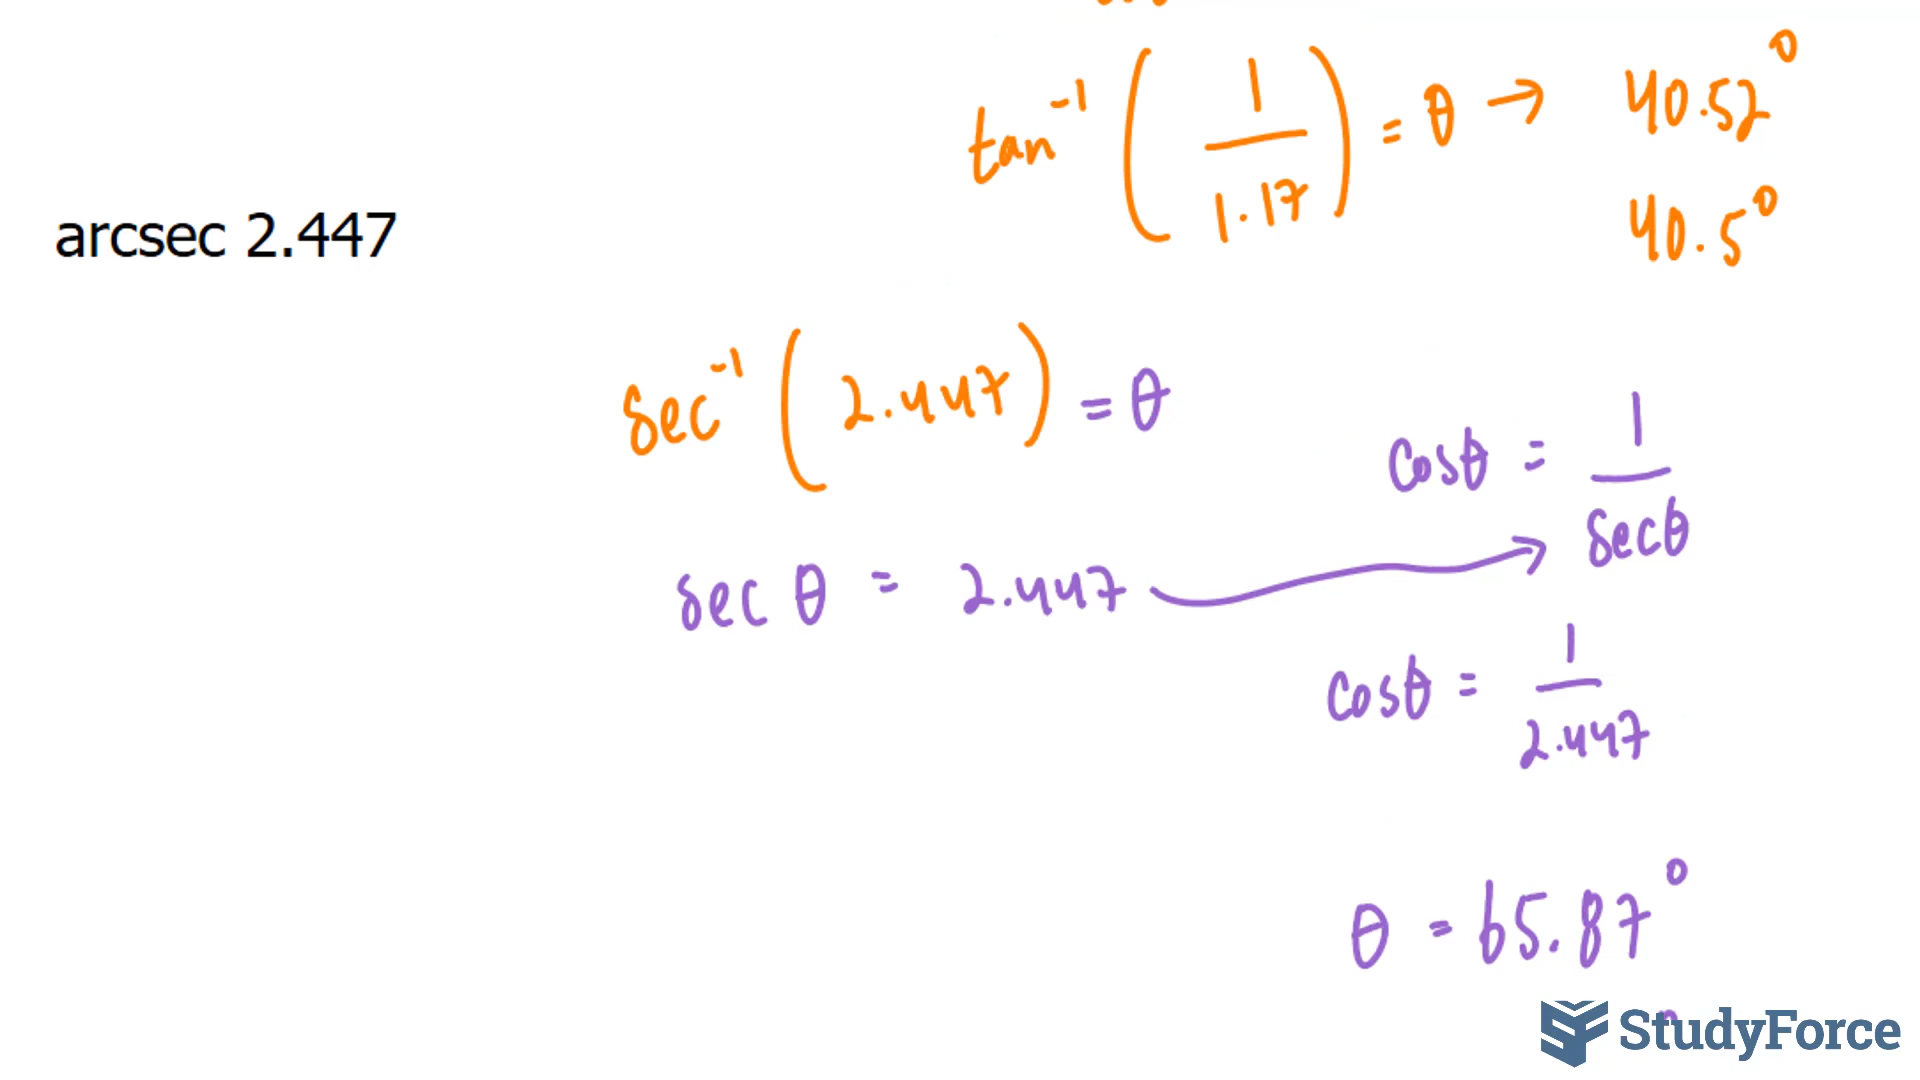 tan⁻¹ ( 1 / 1.17 ) = θ → 40.52°
40.5°
arcsec 2.447
sec⁻¹ ( 2.447 ) = θ
cosθ = 1 / secθ
sec θ = 2.447
cosθ = 1 / 2.447
θ = 65.87°
StudyForce